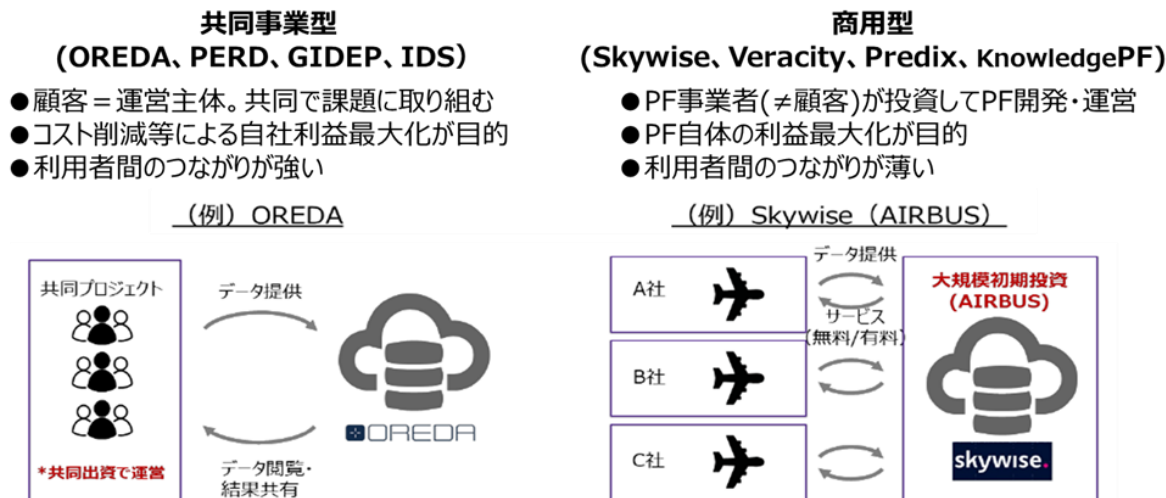 共同事業型
(OREDA、PERD、GIDEP、IDS)
●顧客＝運営主体。共同で課題に取り組む
●コスト削減等による自社利益最大化が目的
●利用者間のつながりが強い
（例）OREDA
共同プロジェクト
データ提供
OREDA
*共同出資で運営
データ閲覧・
結果共有
商用型
(Skywise、Veracity、Predix、KnowledgePF)
●PF事業者(≠顧客)が投資してPF開発・運営
●PF自体の利益最大化が目的
●利用者間のつながりが薄い
（例）Skywise（AIRBUS）
データ提供
A社
サービス
（無料/有料）
B社
C社
大規模初期投資
(AIRBUS)
skywise.